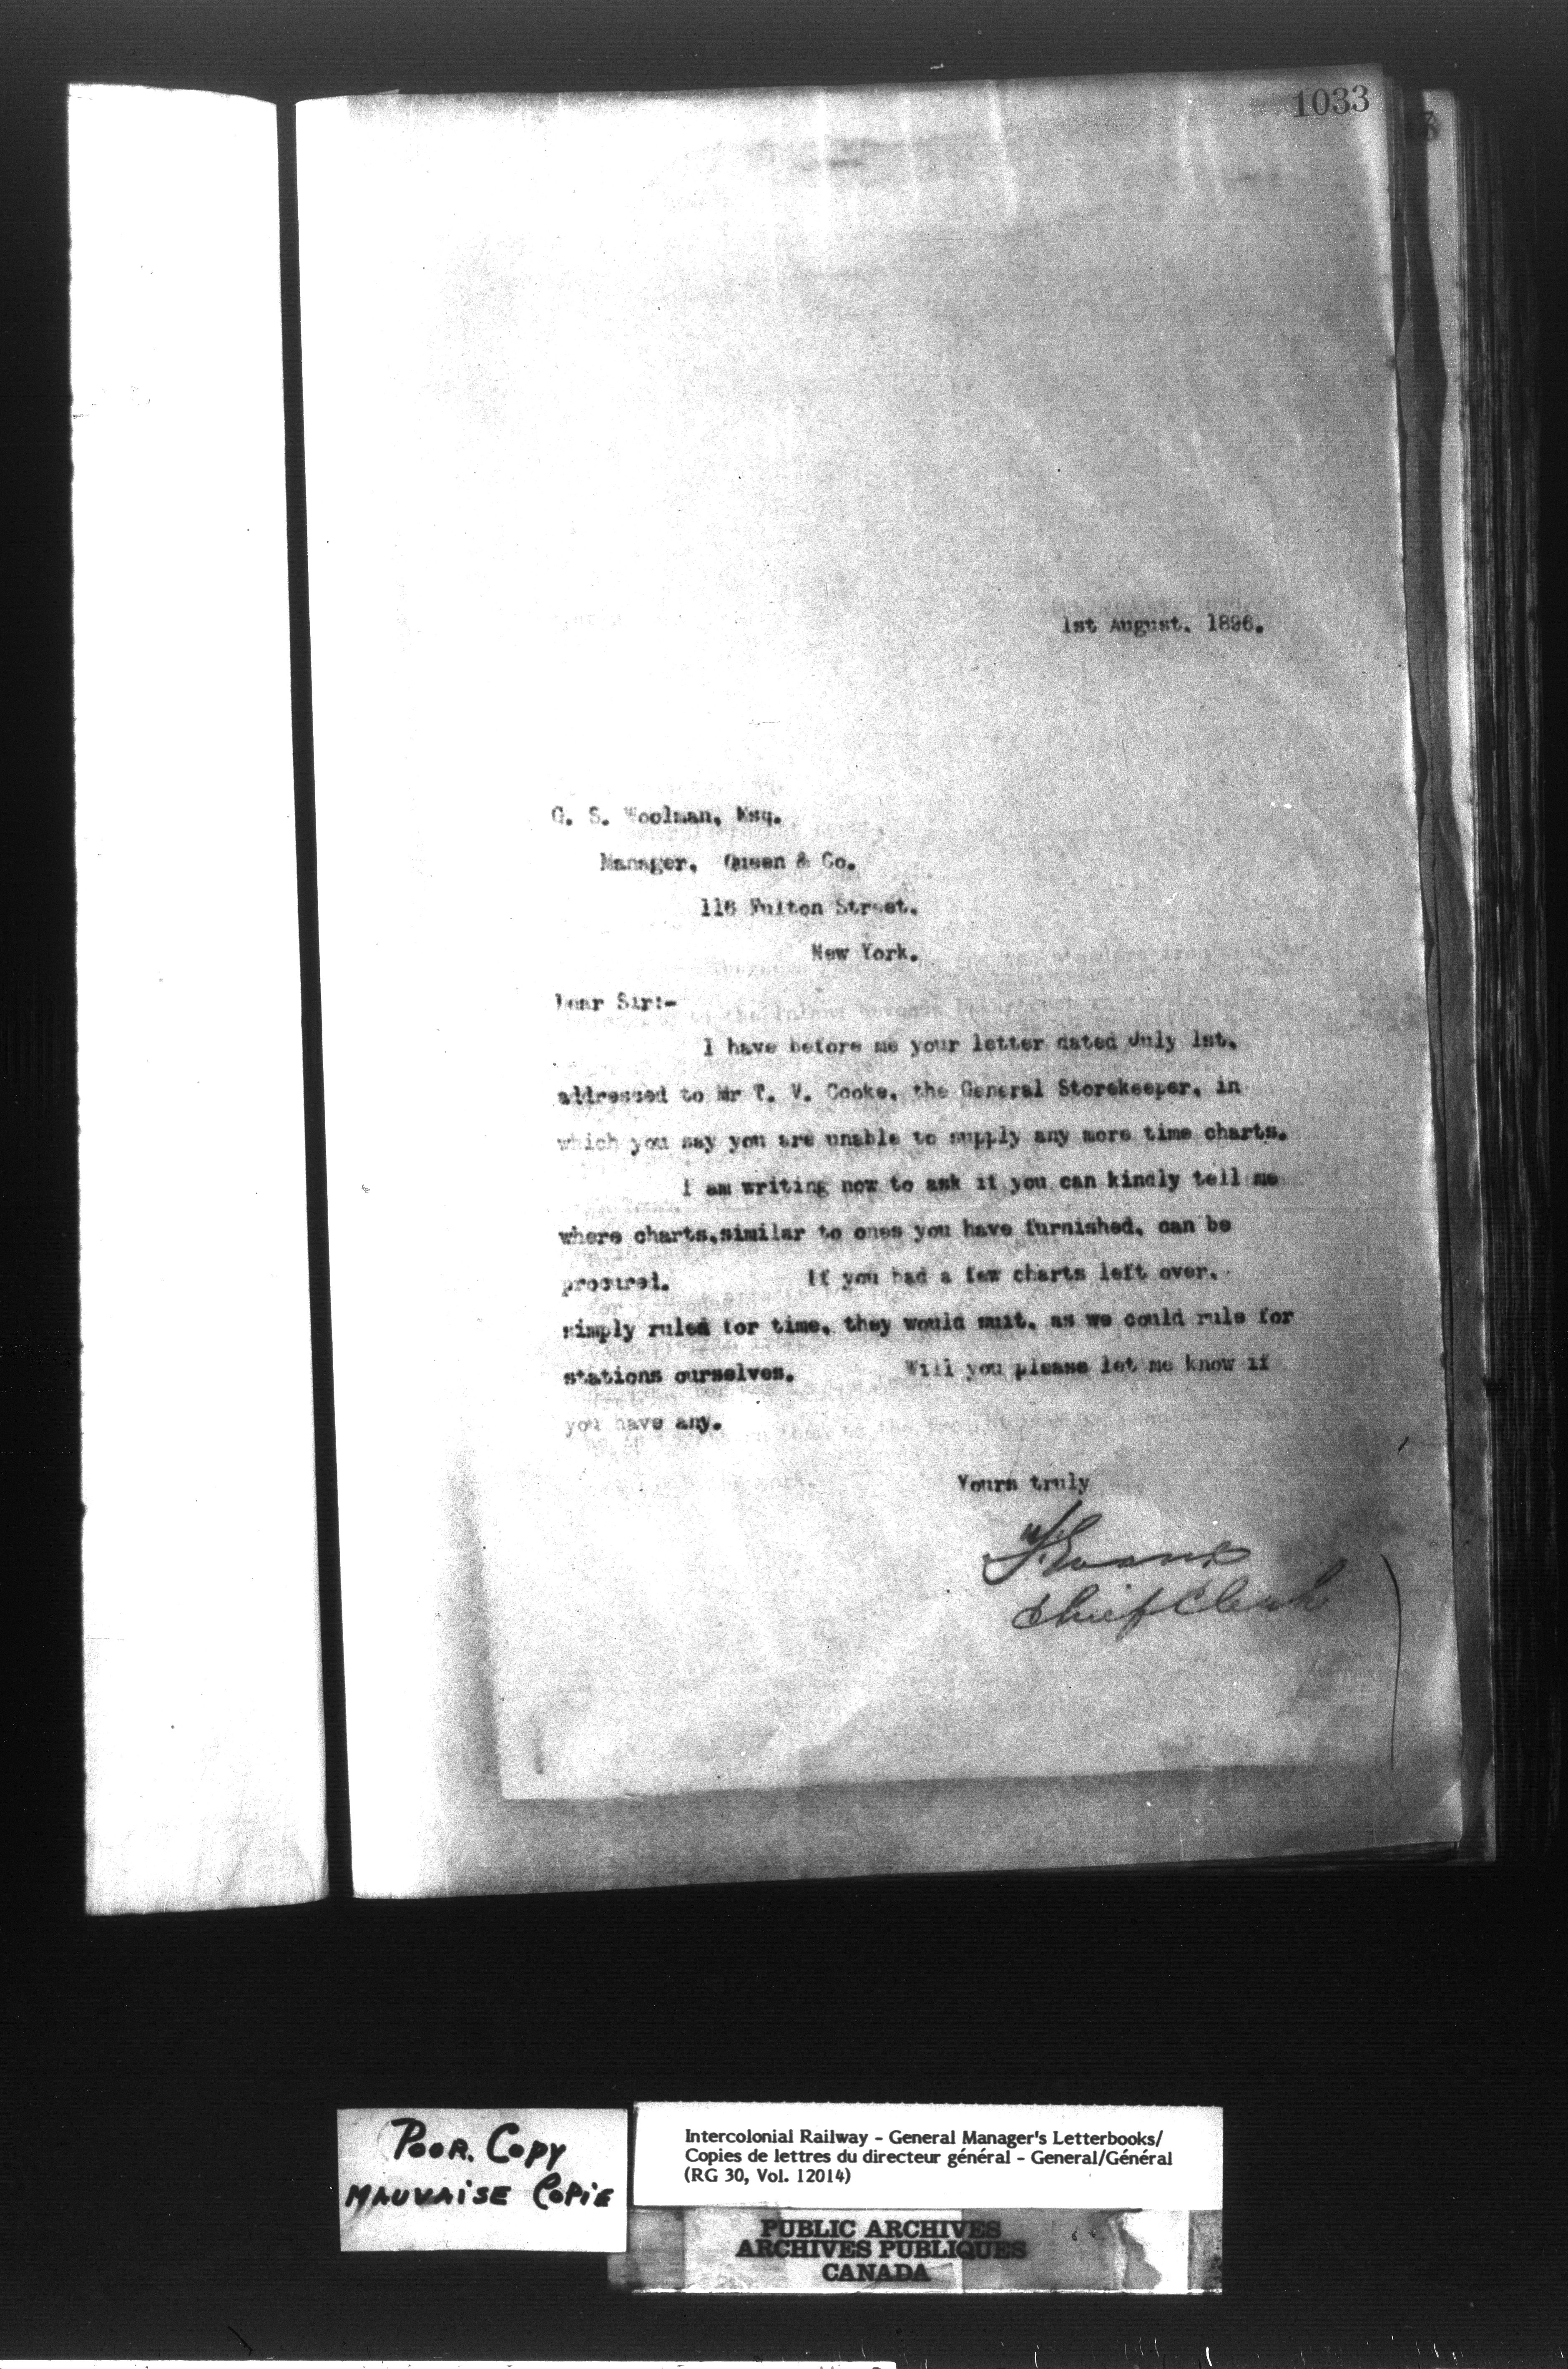 1033
1st August. 1896.
G. S. Woolman, Esq.
Manager, Queen & Co.
116 Fulton Street.
New York.
Dear Sir:-
I have before me your letter dated July 1st.
addressed to Mr T. V. Cooke, the General Storekeeper, in
which you say you are unable to supply any more time charts.
I am writing now to ask if you can kindly tell me
where charts,similar to ones you have furnished, can be
procured. If you had a few charts left over,
simply ruled for time, they would suit, as we could rule for
stations ourselves. Will you please let me know if
you have any.
Yours truly
Evans
Chief Clerk
POOR. COPY
MAUVAISE COPIE
Intercolonial Railway - General Manager's Letterbooks/
Copies de lettres du directeur général - General/Général
(RG 30, Vol. 12014)
PUBLIC ARCHIVES
ARCHIVES PUBLIQUES
CANADA